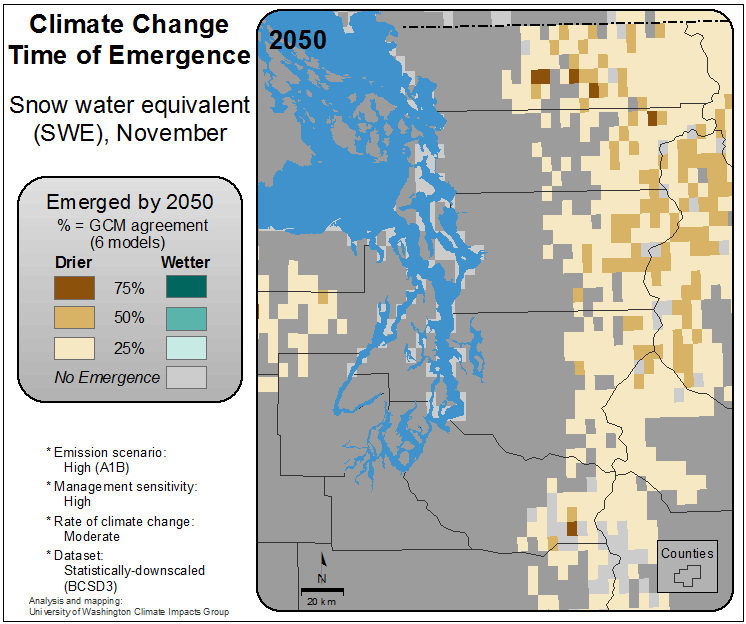 Climate Change
Time of Emergence
Snow water equivalent
(SWE), November
Emerged by 2050
% = GCM agreement
(6 models)
Drier Wetter
75%
50%
25%
No Emergence
* Emission scenario:
High (A1B)
* Management sensitivity:
High
* Rate of climate change:
Moderate
* Dataset:
Statistically-downscaled
(BCSD3)
Analysis and mapping:
University of Washington Climate Impacts Group
2050
N
20 km
Counties